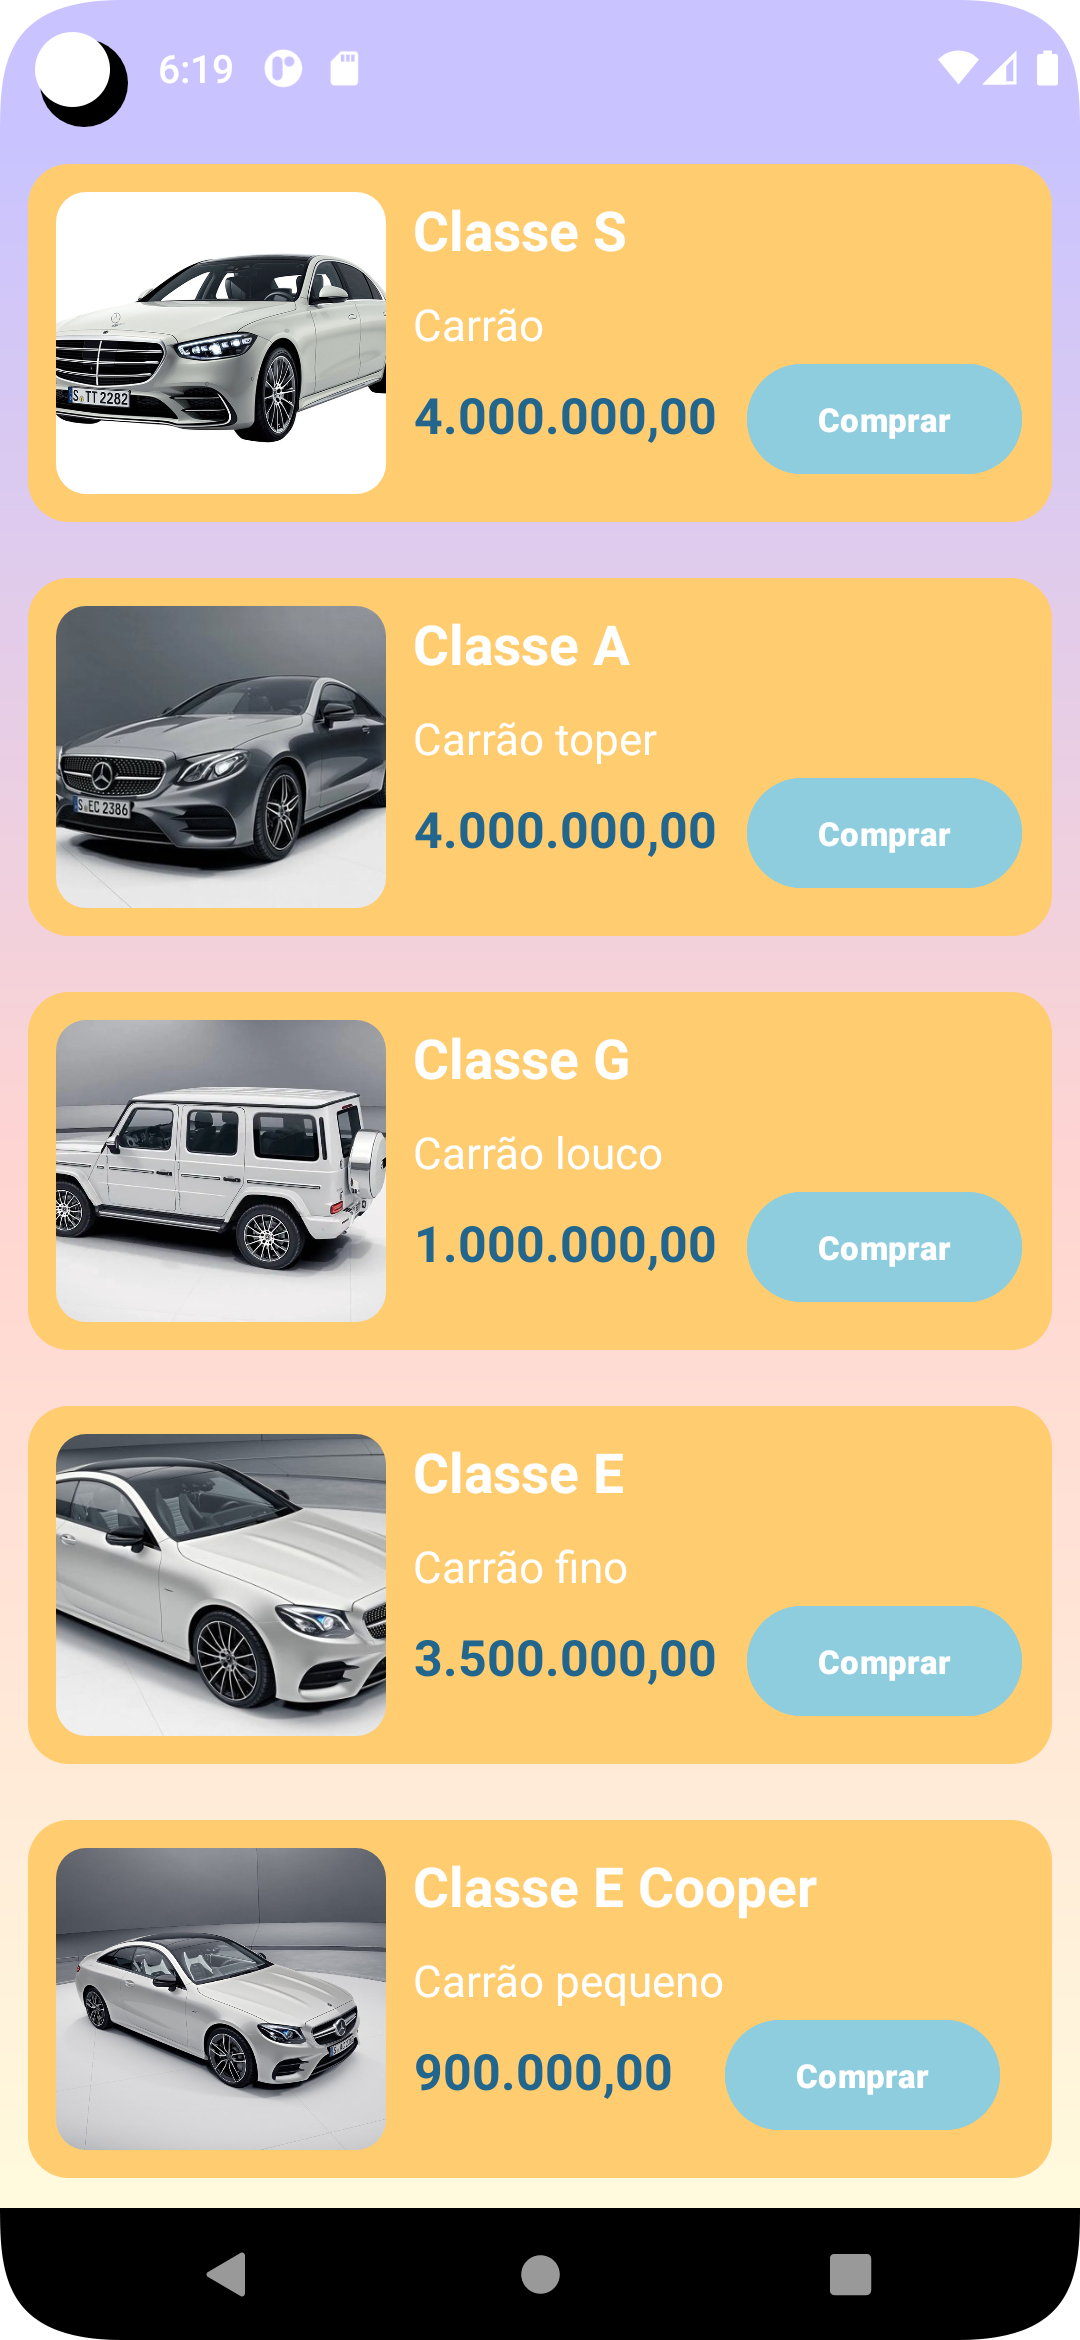 6:19
Classe S
Carrão
4.000.000,00
Comprar
S TT 2282
Classe A
Carrão toper
4.000.000,00
Comprar
S EC 2386
Classe G
Carrão louco
1.000.000,00
Comprar
Classe E
Carrão fino
3.500.000,00
Comprar
Classe E Cooper
Carrão pequeno
900.000,00
Comprar